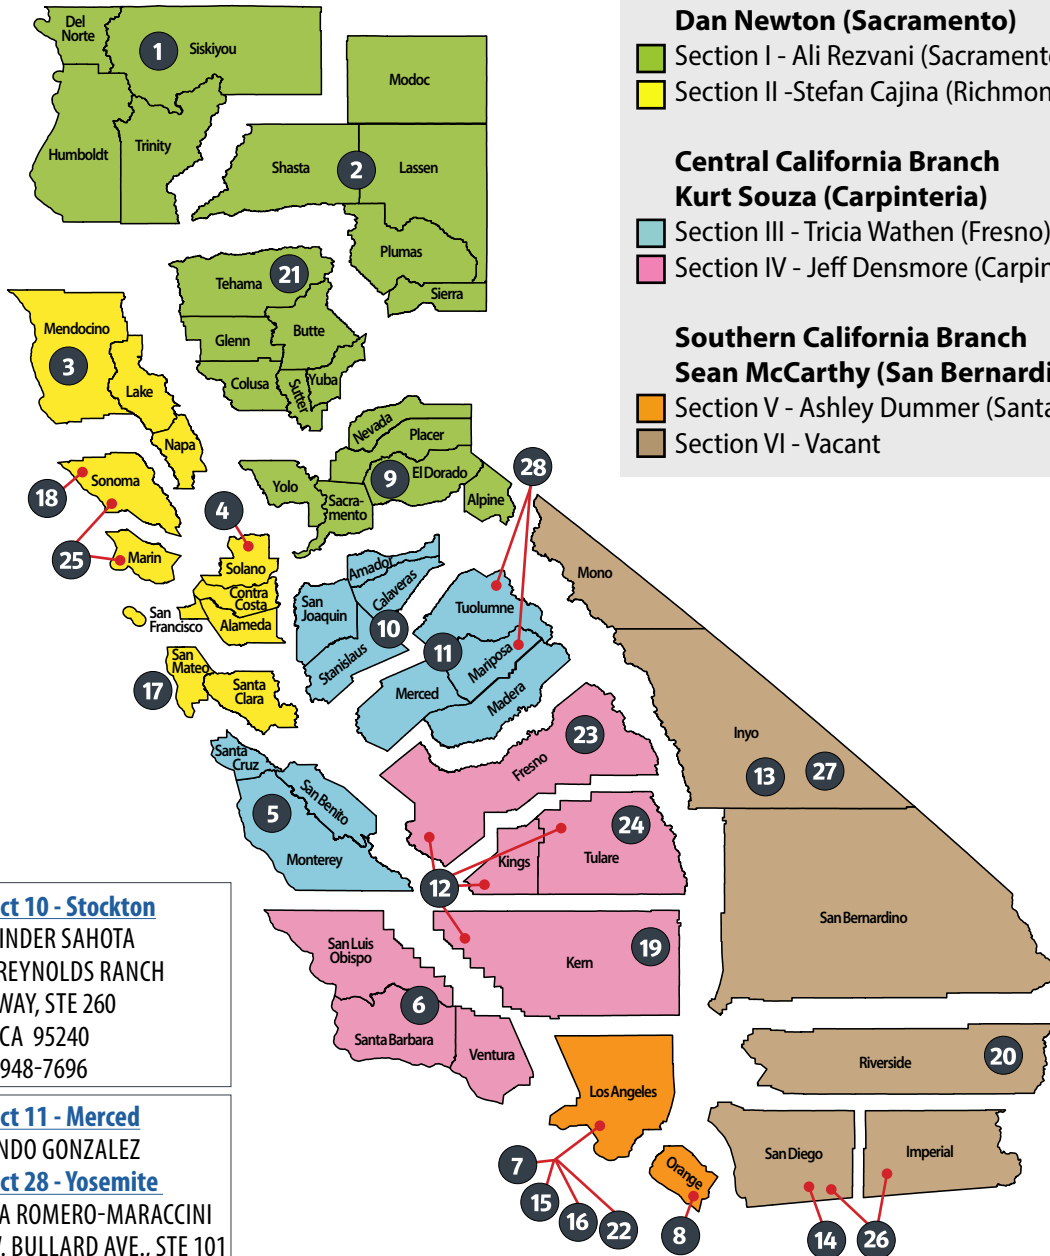 Dan Newton (Sacramento)
Section I - Ali Rezvani (Sacramento
Section II -Stefan Cajina (Richmon
Central California Branch
Kurt Souza (Carpinteria)
Section III - Tricia Wathen (Fresno)
Section IV - Jeff Densmore (Carpin
Southern California Branch
Sean McCarthy (San Bernardi
Section V - Ashley Dummer (Santa
Section VI - Vacant
Del
Norte
1
Siskiyou
Modoc
Humboldt
Trinity
Shasta
2
Lassen
Plumas
Sierra
Tehama
21
Glenn
Butte
Colusa
Sutter
Yuba
Mendocino
3
Lake
Napa
Nevada
Placer
El Dorado
9
Yolo
Sacra-
mento
Alpine
28
18
Sonoma
25
Marin
4
Solano
Contra
Costa
San
Francisco
Alameda
Amador
Calaveras
San
Joaquin
10
Stanislaus
Tuolumne
11
Mariposa
Merced
Madera
Mono
17
San
Mateo
Santa
Clara
Inyo
13
27
23
Fresno
Santa
Cruz
San Benito
5
Monterey
24
Kings
Tulare
12
San Bernardino
San Luis
Obispo
Kern
19
6
Santa Barbara
Ventura
Los Angeles
Riverside
20
7
15
16
22
Orange
8
San Diego
Imperial
14
26
ct 10 - Stockton
INDER SAHOTA
REYNOLDS RANCH
WAY, STE 260
CA 95240
948-7696
ct 11 - Merced
NDO GONZALEZ
ct 28 - Yosemite
A ROMERO-MARACCINI
. BULLARD AVE., STE 101